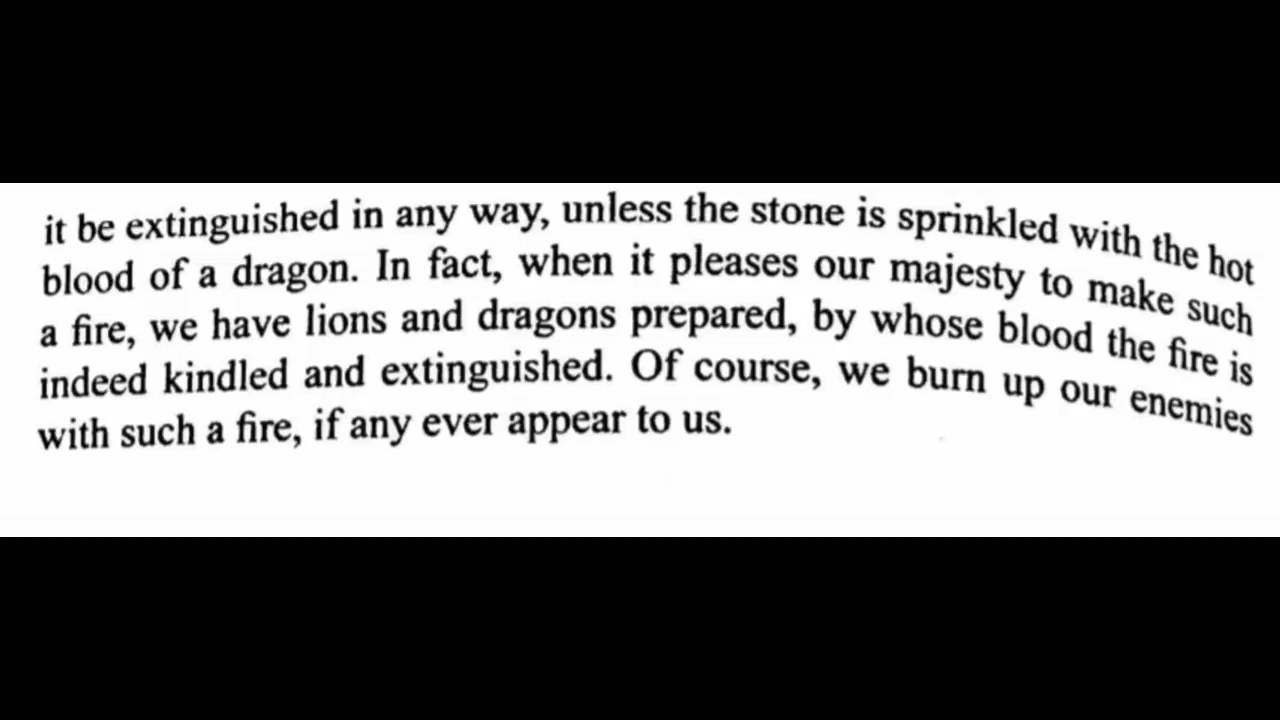 it be extinguished in any way, unless the stone is sprinkled with the hot
blood of a dragon. In fact, when it pleases our majesty to make such
a fire, we have lions and dragons prepared, by whose blood the fire is
indeed kindled and extinguished. Of course, we burn up our enemies
with such a fire, if any ever appear to us.